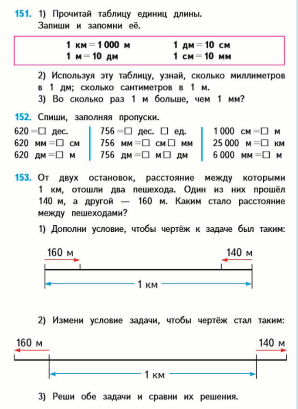 151. 1) Прочитай таблицу единиц длины.
Запиши и запомни её.
1 км = 1 000 м 1 дм = 10 см
1 м = 10 дм 1 см = 10 мм
2) Используя эту таблицу, узнай, сколько миллиметров
в 1 дм; сколько сантиметров в 1 м.
3) Во сколько раз 1 м больше, чем 1 мм?
152. Спиши, заполняя пропуски.
620 = □ дес. 756 = □ дес. □ ед. 1 000 см = □ м
620 мм = □ см 756 мм = □ см □ мм 25 000 м = □ км
620 дм = □ м 756 дм = □ м □ дм 6 000 мм = □ м
153. От двух остановок, расстояние между которыми
1 км, отошли два пешехода. Один из них прошёл
140 м, а другой — 160 м. Каким стало расстояние
между пешеходами?
1) Дополни условие, чтобы чертёж к задаче был таким:
160 м 140 м
1 км
2) Измени условие задачи, чтобы чертёж стал таким:
160 м 140 м
1 км
3) Реши обе задачи и сравни их решения.